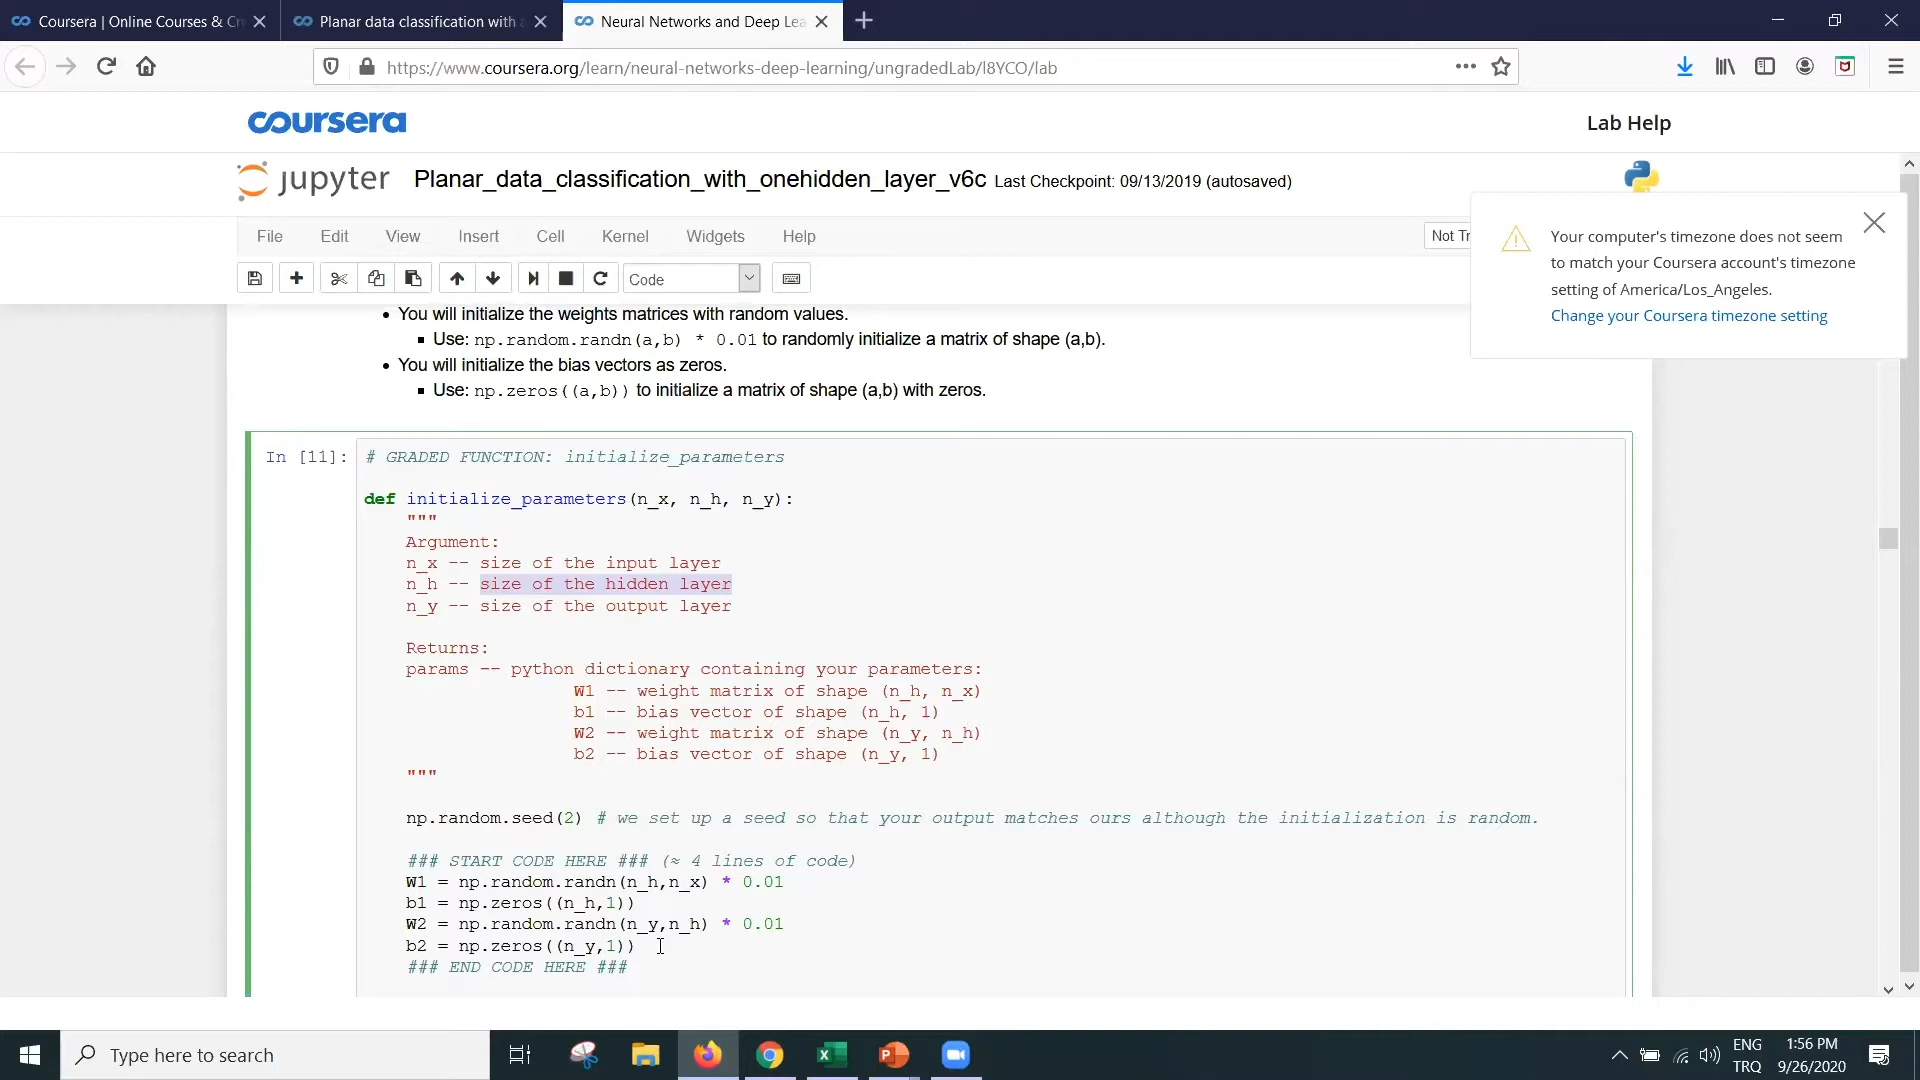 Coursera | Online Courses & Cr
Planar data classification with
Neural Networks and Deep Lea
https://www.coursera.org/learn/neural-networks-deep-learning/ungradedLab/l8YCO/lab
coursera
Lab Help
jupyter
Planar_data_classification_with_onehidden_layer_v6c Last Checkpoint: 09/13/2019 (autosaved)
File Edit View Insert Cell Kernel Widgets Help
Not Tr
Code
Your computer's timezone does not seem
to match your Coursera account's timezone
setting of America/Los_Angeles.
Change your Coursera timezone setting
• You will initialize the weights matrices with random values.
▪ Use: np.random.randn(a,b) * 0.01 to randomly initialize a matrix of shape (a,b).
• You will initialize the bias vectors as zeros.
▪ Use: np.zeros((a,b)) to initialize a matrix of shape (a,b) with zeros.
In [11]: # GRADED FUNCTION: initialize_parameters
def initialize_parameters(n_x, n_h, n_y):
"""
Argument:
n_x -- size of the input layer
n_h -- size of the hidden layer
n_y -- size of the output layer
Returns:
params -- python dictionary containing your parameters:
W1 -- weight matrix of shape (n_h, n_x)
b1 -- bias vector of shape (n_h, 1)
W2 -- weight matrix of shape (n_y, n_h)
b2 -- bias vector of shape (n_y, 1)
"""
np.random.seed(2) # we set up a seed so that your output matches ours although the initialization is random.
### START CODE HERE ### (≈ 4 lines of code)
W1 = np.random.randn(n_h,n_x) * 0.01
b1 = np.zeros((n_h,1))
W2 = np.random.randn(n_y,n_h) * 0.01
b2 = np.zeros((n_y,1))
### END CODE HERE ###
Type here to search
ENG
TRQ
1:56 PM
9/26/2020